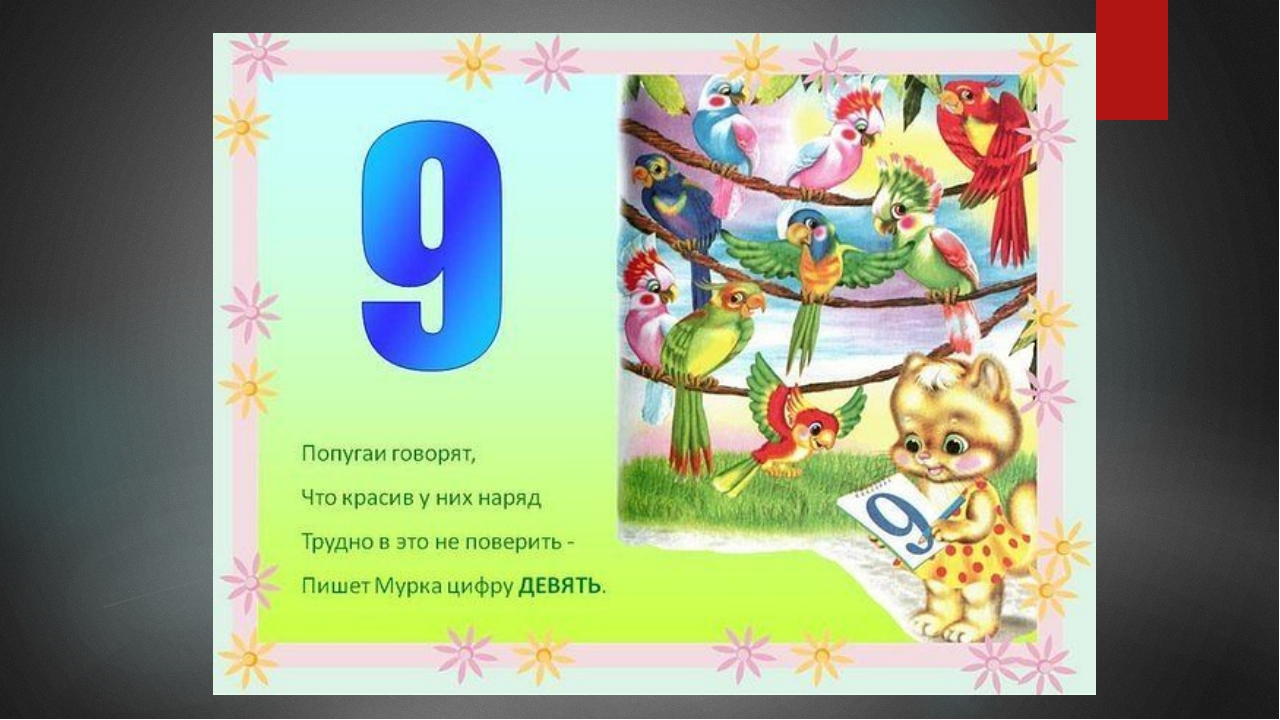 9
Попугаи говорят,
Что красив у них наряд
Трудно в это не поверить -
Пишет Мурка цифру ДЕВЯТЬ.
9